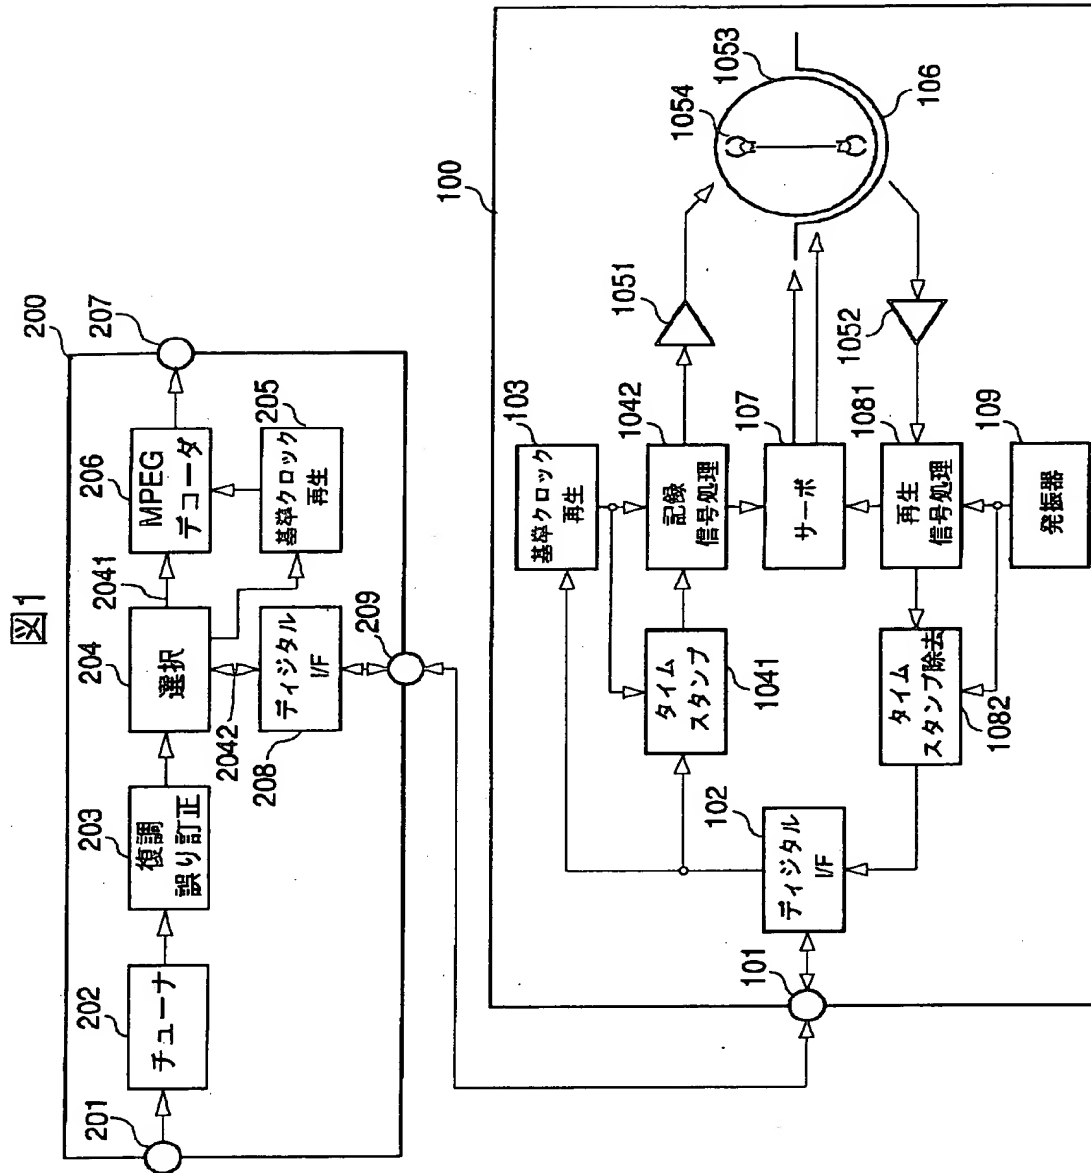 図1
200
201
202
チューナ
203
復調
誤り訂正
204
選択
2041
2042
206
MPEG
デコーダ
207
205
基準クロック
再生
208
ディジタル
I/F
209
100
101
102
ディジタル
I/F
103
基準クロック
再生
1041
タイム
スタンプ
1042
記録
信号処理
1051
1052
1053
1054
106
107
サーボ
1081
再生
信号処理
1082
タイム
スタンプ除去
109
発振器